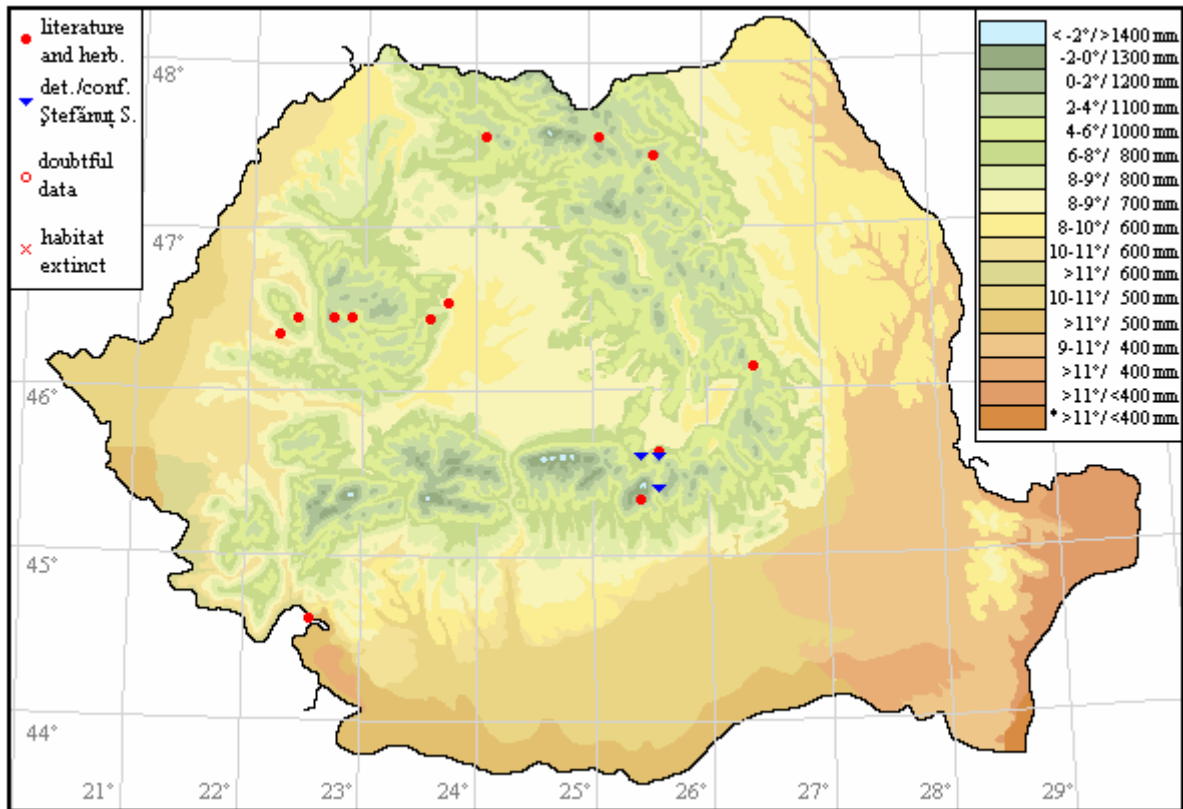 literature
and herb.
det./conf.
Ştefănuţ S.
doubtful
data
habitat
extinct
< -2°/>1400 mm
-2-0°/1300 mm
0-2°/1200 mm
2-4°/1100 mm
4-6°/1000 mm
6-8°/ 800 mm
8-9°/ 800 mm
8-9°/ 700 mm
8-10°/ 600 mm
10-11°/ 600 mm
>11°/ 600 mm
10-11°/ 500 mm
>11°/ 500 mm
9-11°/ 400 mm
>11°/ 400 mm
>11°/<400 mm
* >11°/<400 mm
48°
47°
46°
45°
44°
21° 22° 23° 24° 25° 26° 27° 28° 29°